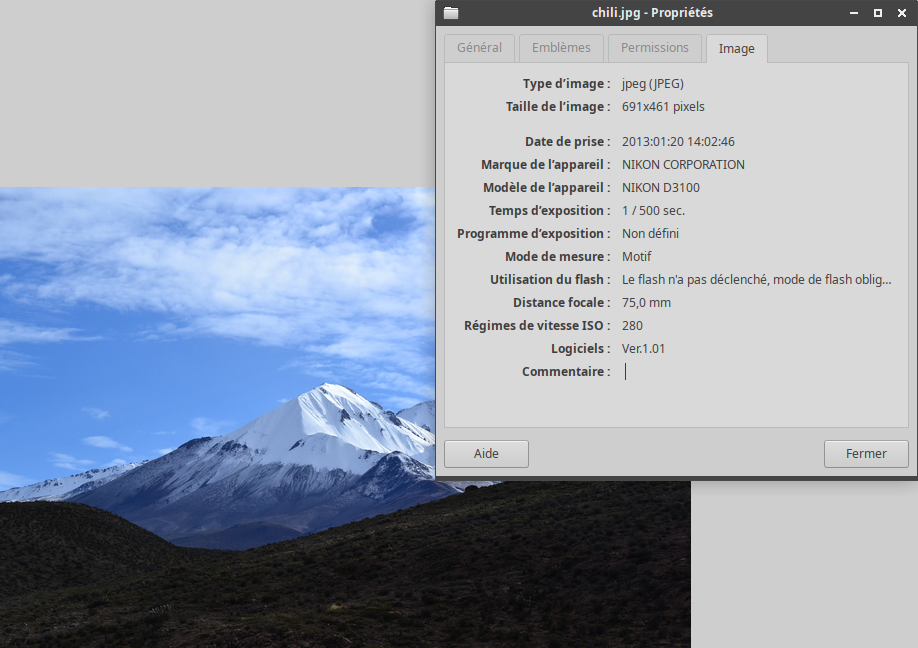 chili.jpg - Propriétés
Général Emblèmes Permissions Image
Type d'image : jpeg (JPEG)
Taille de l'image : 691x461 pixels
Date de prise : 2013:01:20 14:02:46
Marque de l'appareil : NIKON CORPORATION
Modèle de l'appareil : NIKON D3100
Temps d'exposition : 1 / 500 sec.
Programme d'exposition : Non défini
Mode de mesure : Motif
Utilisation du flash : Le flash n'a pas déclenché, mode de flash oblig...
Distance focale : 75,0 mm
Régimes de vitesse ISO : 280
Logiciels : Ver.1.01
Commentaire :
Aide Fermer